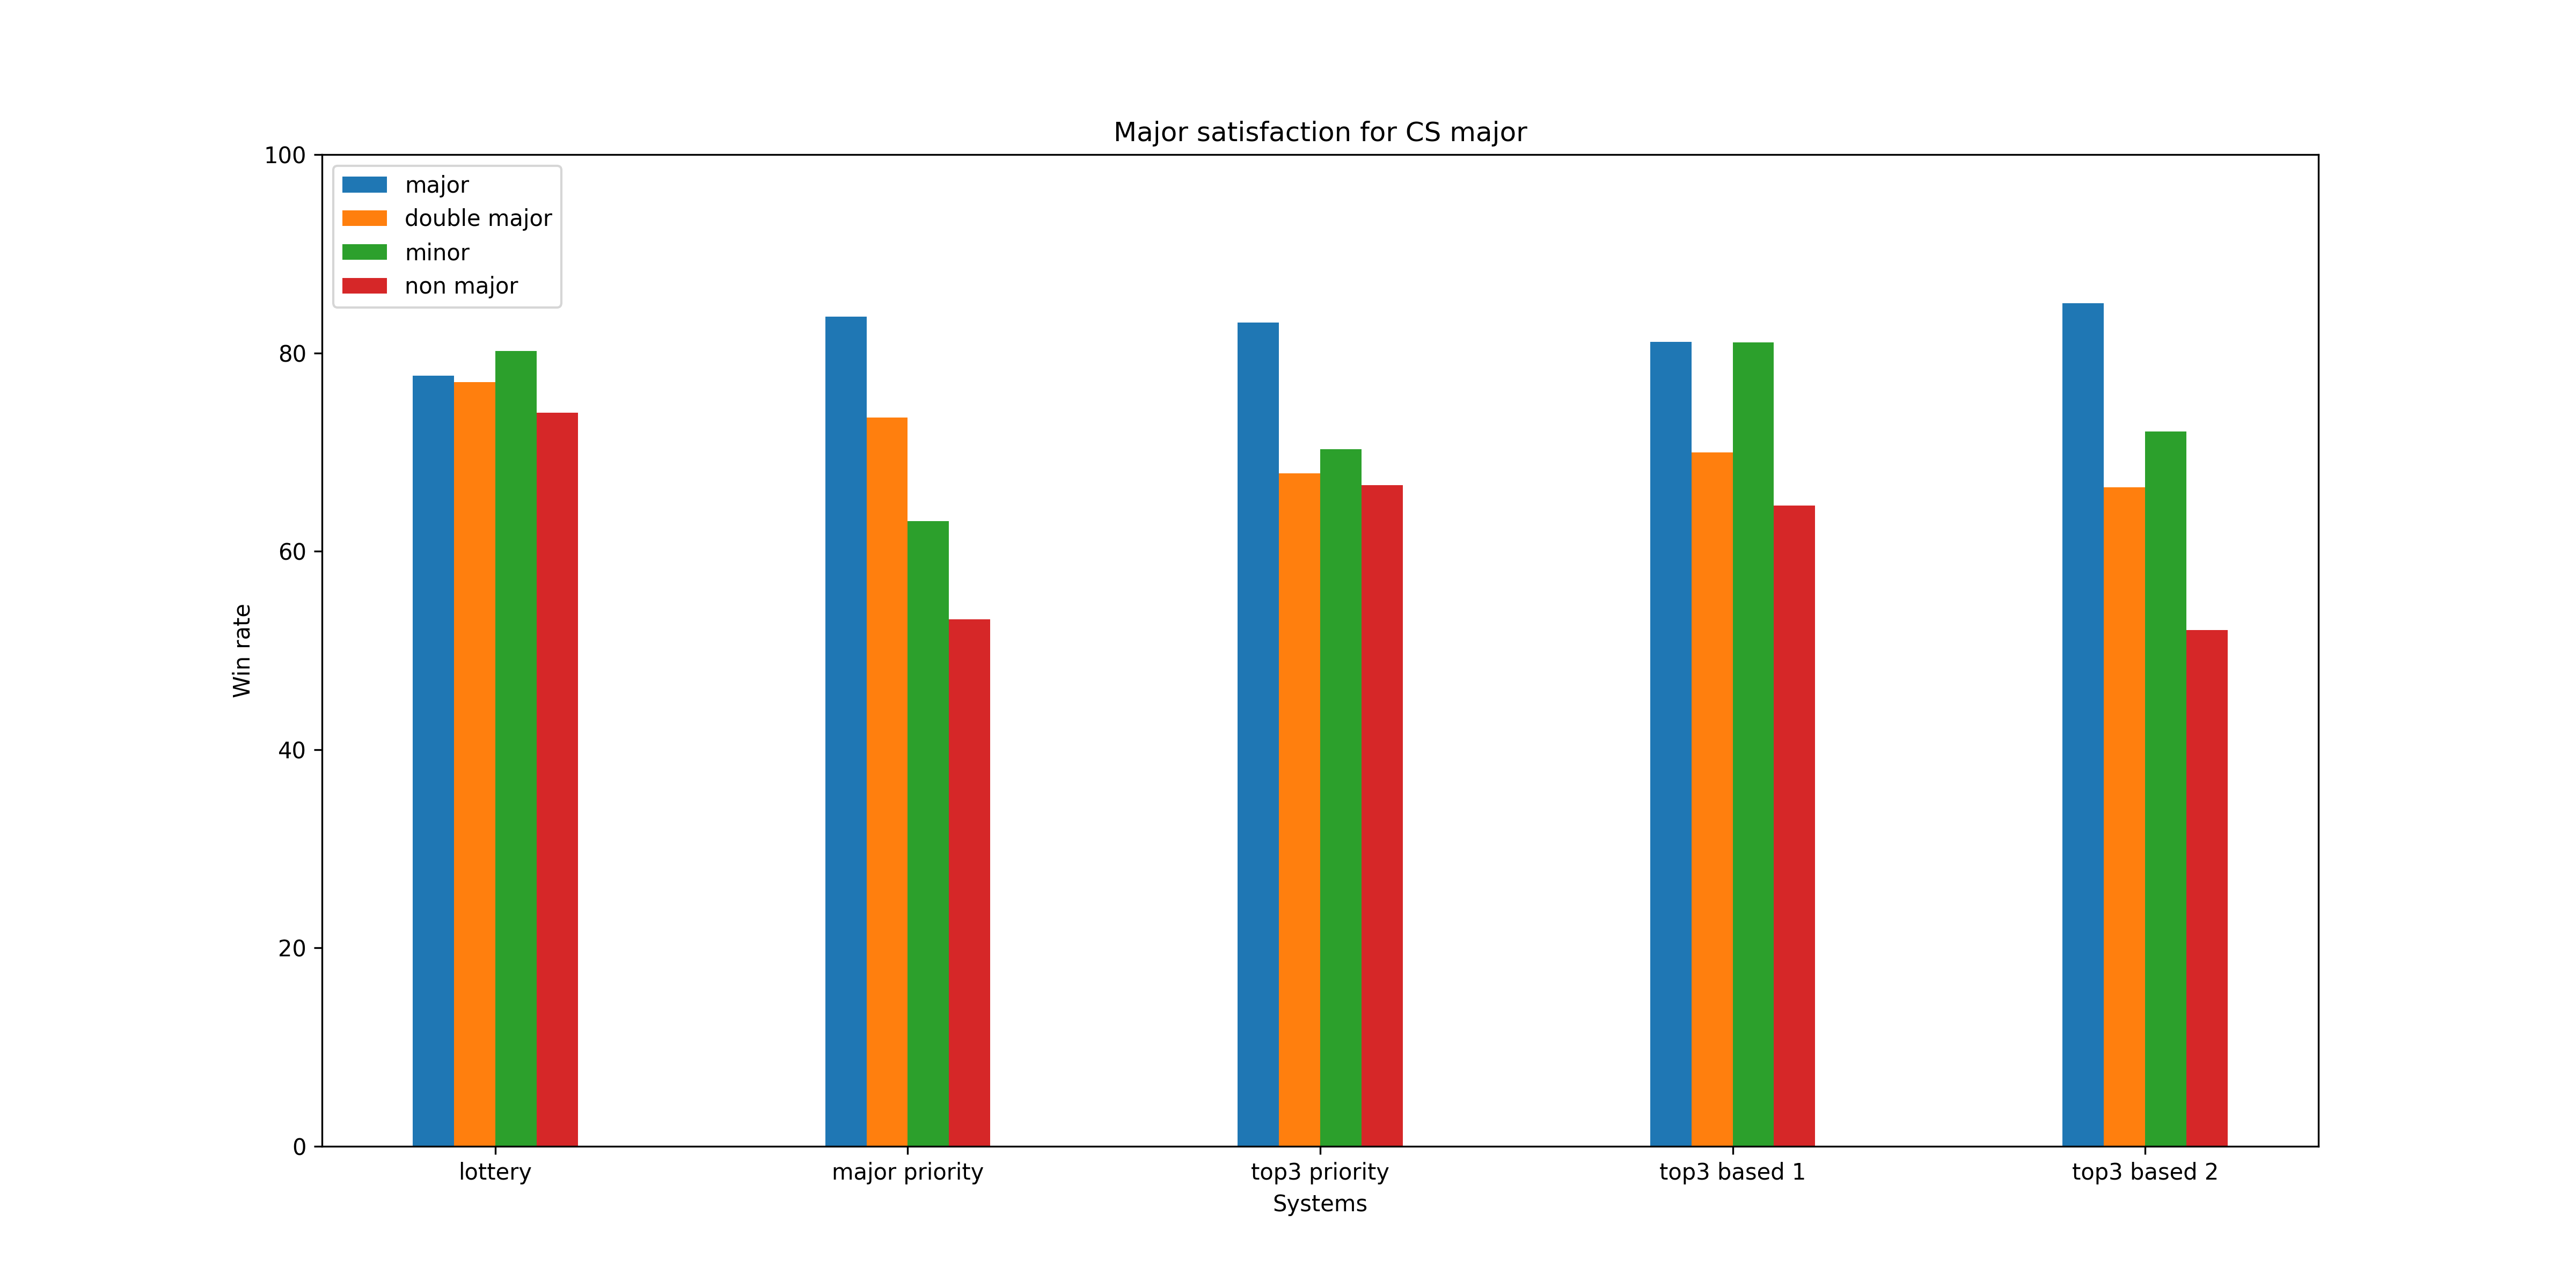 Major satisfaction for CS major
100
80
60
40
20
0
Win rate
major
double major
minor
non major
lottery
major priority
top3 priority
top3 based 1
top3 based 2
Systems